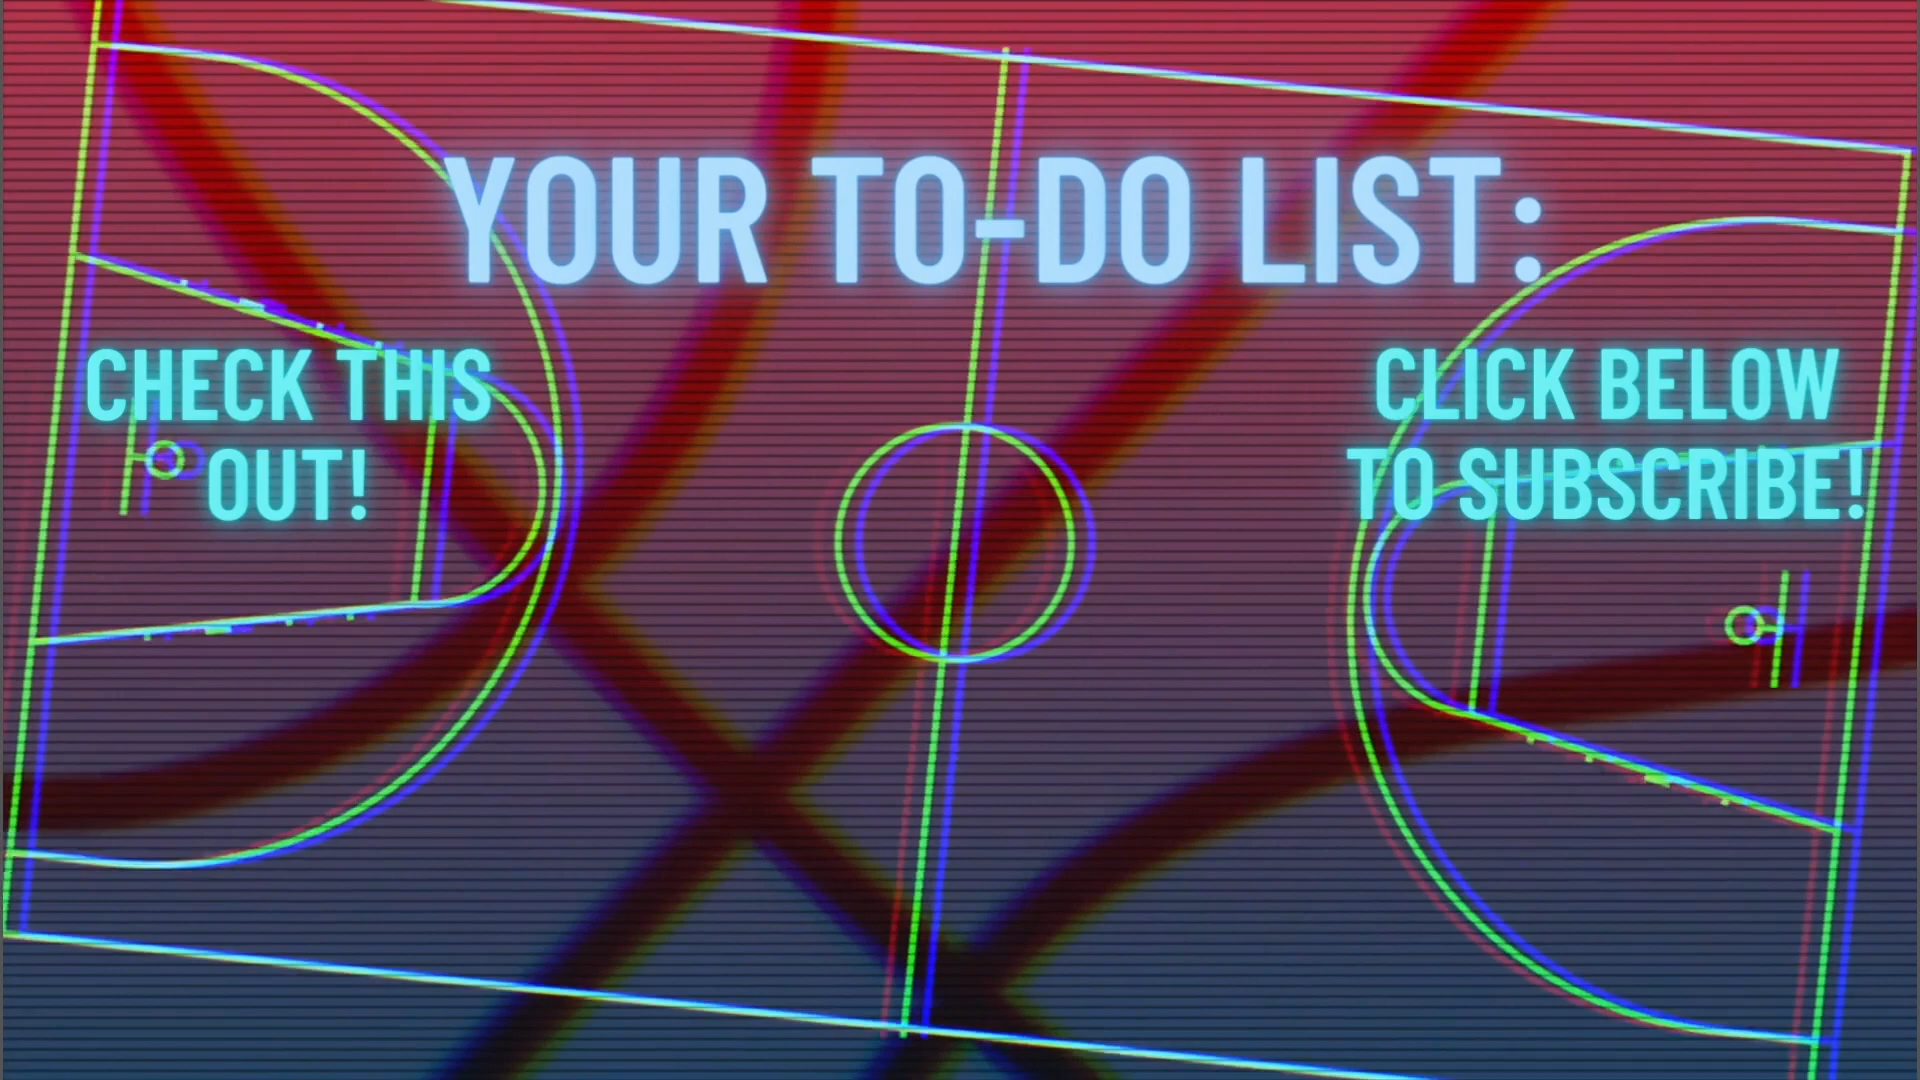 YOUR TO-DO LIST:
CHECK THIS
OUT!
CLICK BELOW
TO SUBSCRIBE!